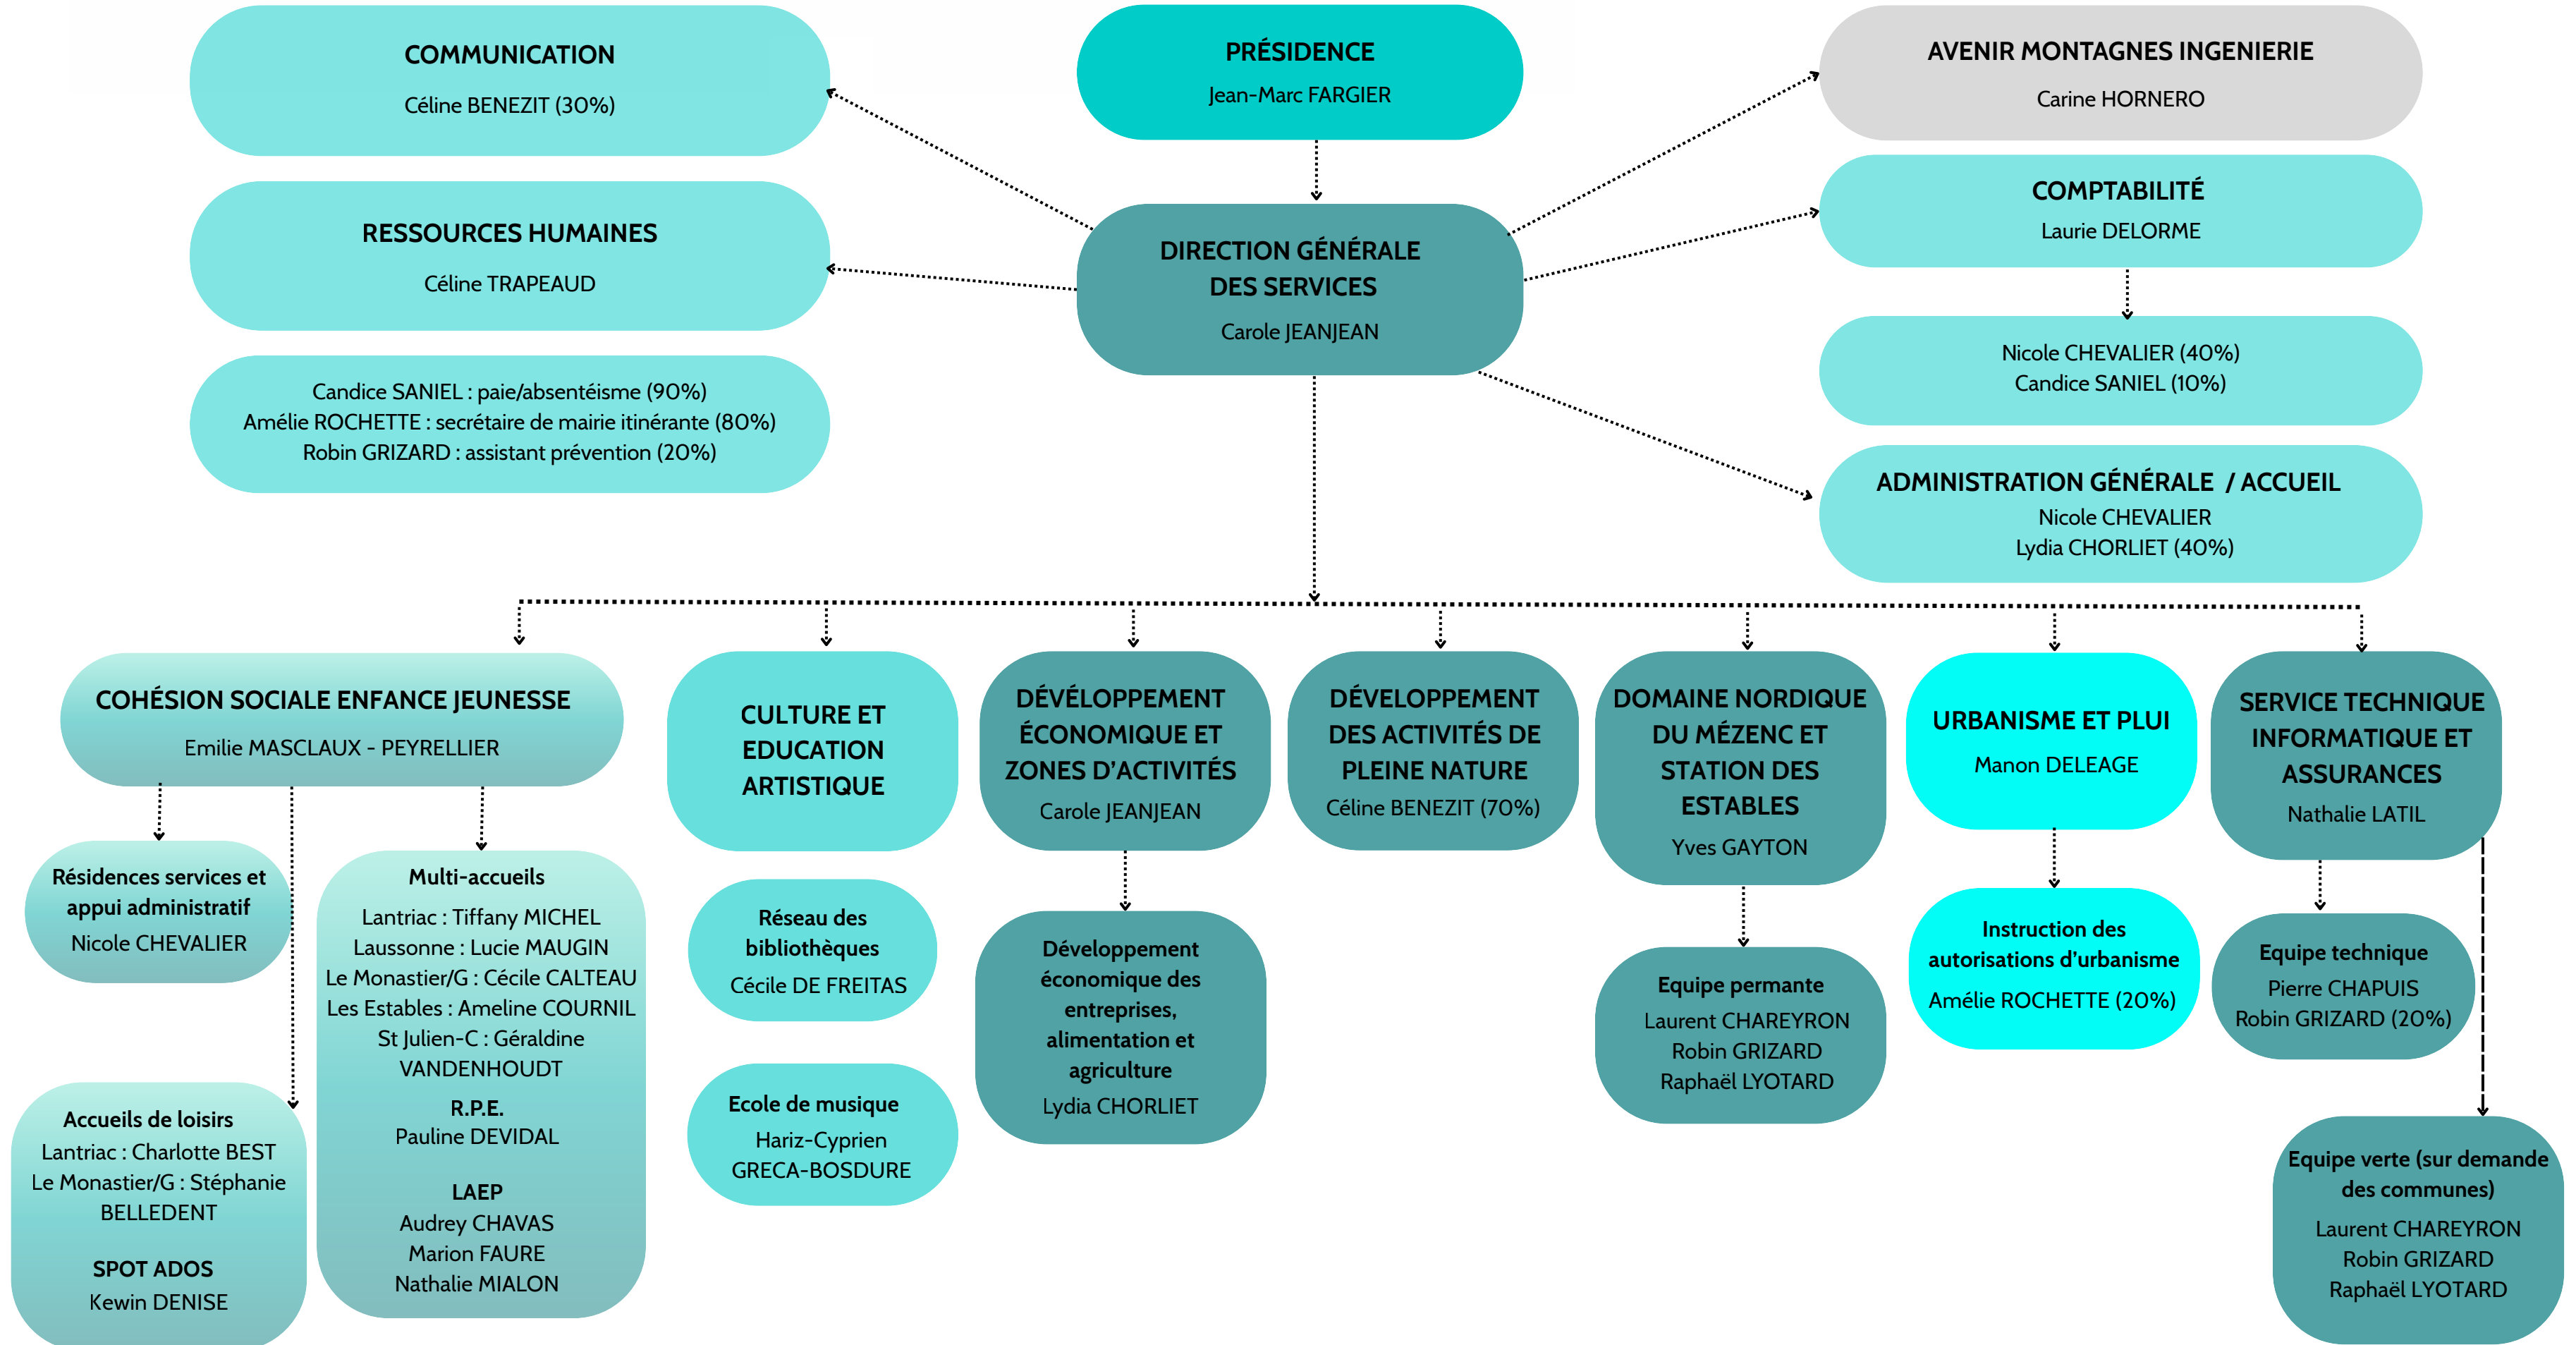 COMMUNICATION
Céline BENEZIT (30%)
PRÉSIDENCE
Jean-Marc FARGIER
AVENIR MONTAGNES INGENIERIE
Carine HORNERO
RESSOURCES HUMAINES
Céline TRAPEAUD
DIRECTION GÉNÉRALE
DES SERVICES
Carole JEANJEAN
COMPTABILITÉ
Laurie DELORME
Candice SANIEL : paie/absentéisme (90%)
Amélie ROCHETTE : secrétaire de mairie itinérante (80%)
Robin GRIZARD : assistant prévention (20%)
Nicole CHEVALIER (40%)
Candice SANIEL (10%)
ADMINISTRATION GÉNÉRALE / ACCUEIL
Nicole CHEVALIER
Lydia CHORLIET (40%)
COHÉSION SOCIALE ENFANCE JEUNESSE
Emilie MASCLAUX - PEYRELLIER
Résidences services et
appui administratif
Nicole CHEVALIER
Accueils de loisirs
Lantriac : Charlotte BEST
Le Monastier/G : Stéphanie
BELLEDENT
SPOT ADOS
Kewin DENISE
Multi-accueils
Lantriac : Tiffany MICHEL
Laussonne : Lucie MAUGIN
Le Monastier/G : Cécile CALTEAU
Les Estables : Ameline COURNIL
St Julien-C : Géraldine
VANDENHOUDT
R.P.E.
Pauline DEVIDAL
LAEP
Audrey CHAVAS
Marion FAURE
Nathalie MIALON
CULTURE ET
EDUCATION
ARTISTIQUE
Réseau des
bibliothèques
Cécile DE FREITAS
Ecole de musique
Hariz-Cyprien
GRECA-BOSDURE
DÉVÉLOPPEMENT
ÉCONOMIQUE ET
ZONES D'ACTIVITÉS
Carole JEANJEAN
Développement
économique des
entreprises,
alimentation et
agriculture
Lydia CHORLIET
DÉVELOPPEMENT
DES ACTIVITÉS DE
PLEINE NATURE
Céline BENEZIT (70%)
DOMAINE NORDIQUE
DU MÉZENC ET
STATION DES
ESTABLES
Yves GAYTON
Equipe permante
Laurent CHAREYRON
Robin GRIZARD
Raphaël LYOTARD
URBANISME ET PLUI
Manon DELEAGE
Instruction des
autorisations d'urbanisme
Amélie ROCHETTE (20%)
SERVICE TECHNIQUE
INFORMATIQUE ET
ASSURANCES
Nathalie LATIL
Equipe technique
Pierre CHAPUIS
Robin GRIZARD (20%)
Equipe verte (sur demande
des communes)
Laurent CHAREYRON
Robin GRIZARD
Raphaël LYOTARD